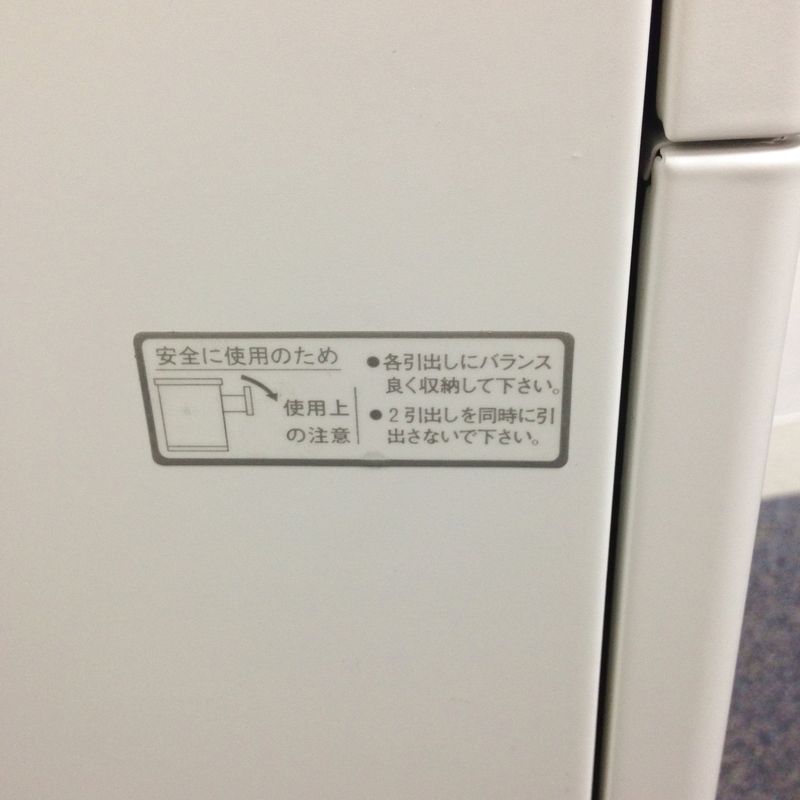 安全に使用のため
使用上
の注意
●各引出しにバランス
良く収納して下さい。
●2引出しを同時に引
出さないで下さい。